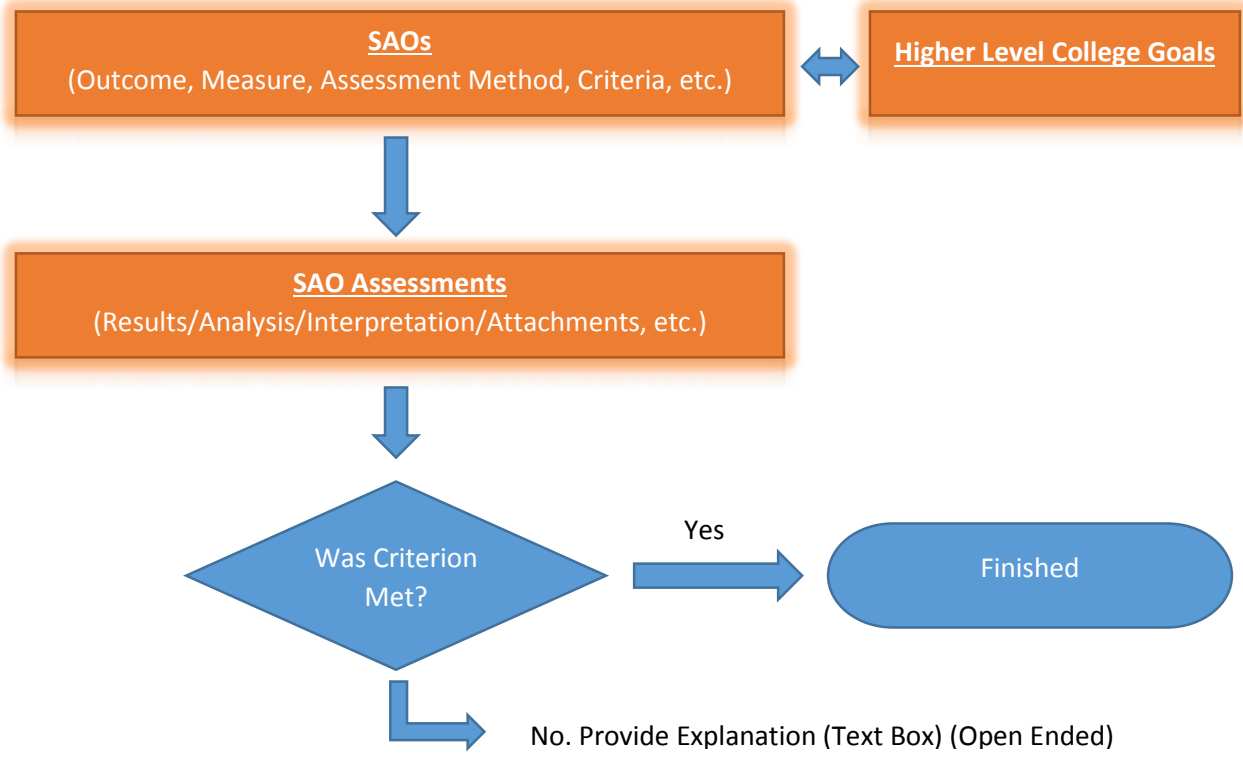 SAOs
(Outcome, Measure, Assessment Method, Criteria, etc.)
Higher Level College Goals
SAO Assessments
(Results/Analysis/Interpretation/Attachments, etc.)
Was Criterion
Met?
Yes
Finished
No. Provide Explanation (Text Box) (Open Ended)